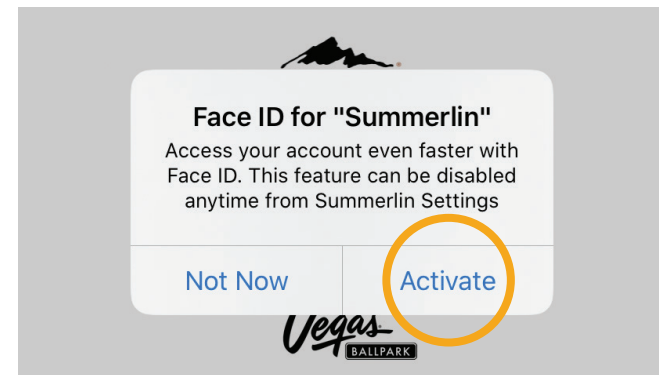 Face ID for "Summerlin"
Access your account even faster with
Face ID. This feature can be disabled
anytime from Summerlin Settings
Not Now
Activate
Vegas
BALLPARK